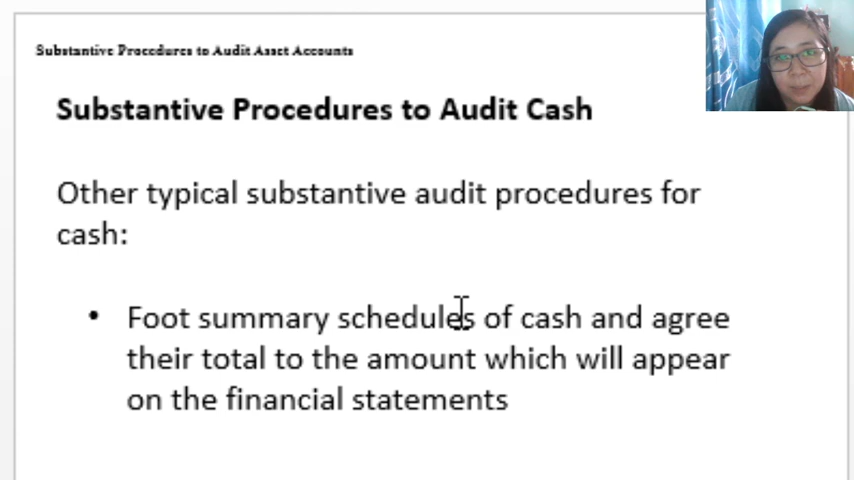 Substantive Procedures to Audit Asset Accounts
Substantive Procedures to Audit Cash
Other typical substantive audit procedures for
cash:
• Foot summary schedules of cash and agree
their total to the amount which will appear
on the financial statements